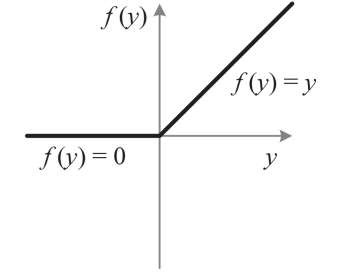 f(y)
f(y) = y
f(y) = 0
y